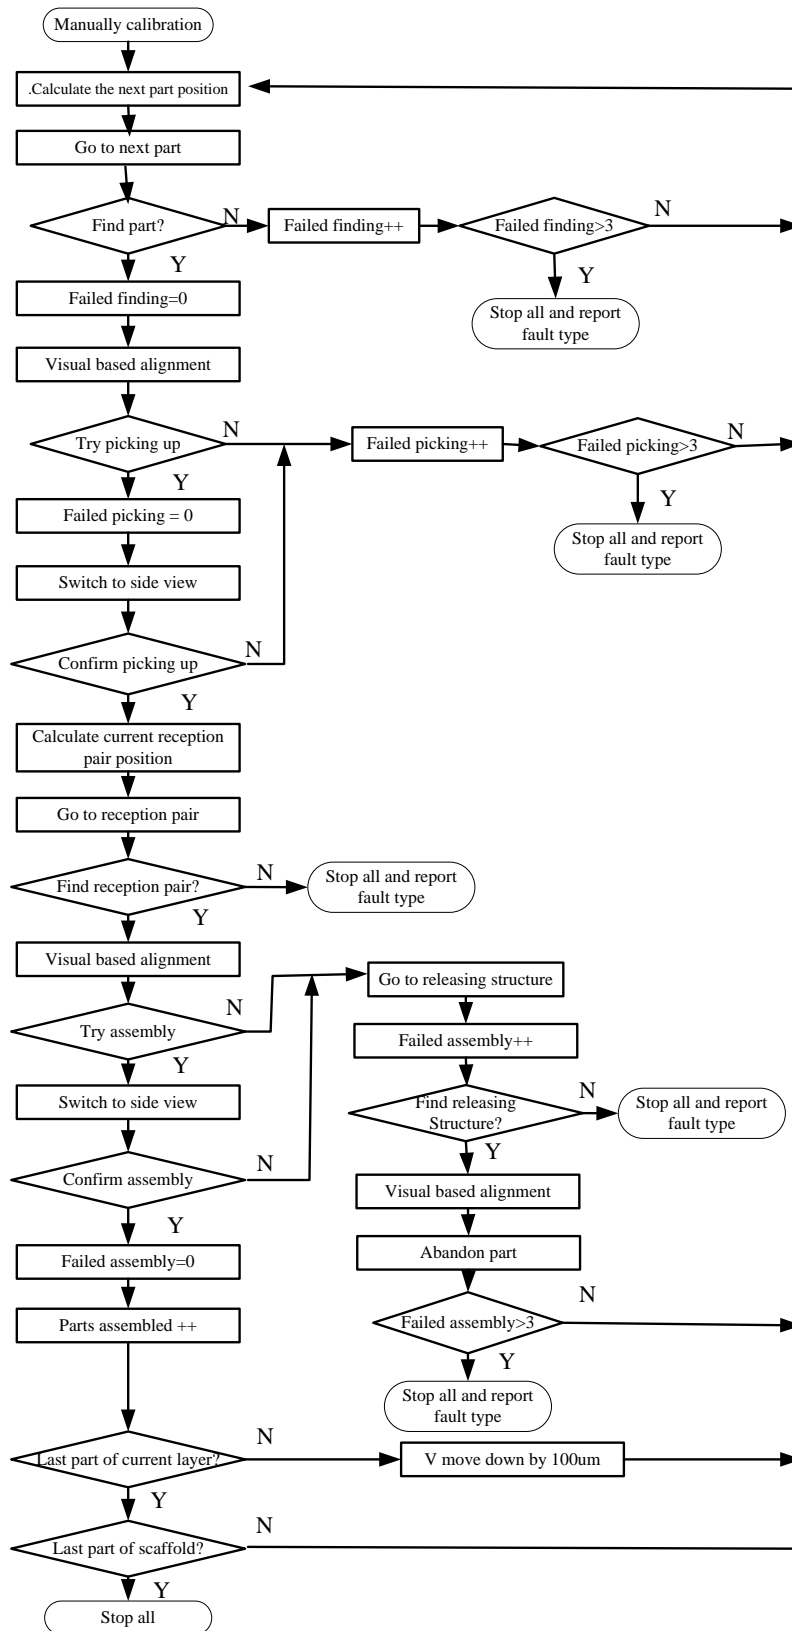 Manually calibration
.Calculate the next part position
Go to next part
Find part?
N
Failed finding++
Failed finding>3
N
Y
Y
Failed finding=0
Stop all and report
fault type
Visual based alignment
Try picking up
N
Failed picking++
Failed picking>3
N
Y
Y
Failed picking = 0
Stop all and report
fault type
Switch to side view
Confirm picking up
N
Y
Calculate current reception
pair position
Go to reception pair
Find reception pair?
N
Stop all and report
fault type
Y
Visual based alignment
Go to releasing structure
Try assembly
N
Failed assembly++
Y
Switch to side view
Find releasing
Structure?
N
Stop all and report
fault type
Y
Confirm assembly
N
Visual based alignment
Y
Failed assembly=0
Abandon part
Parts assembled ++
Failed assembly>3
N
Y
Stop all and report
fault type
Last part of current layer?
N
V move down by 100um
Y
Last part of scaffold?
N
Y
Stop all